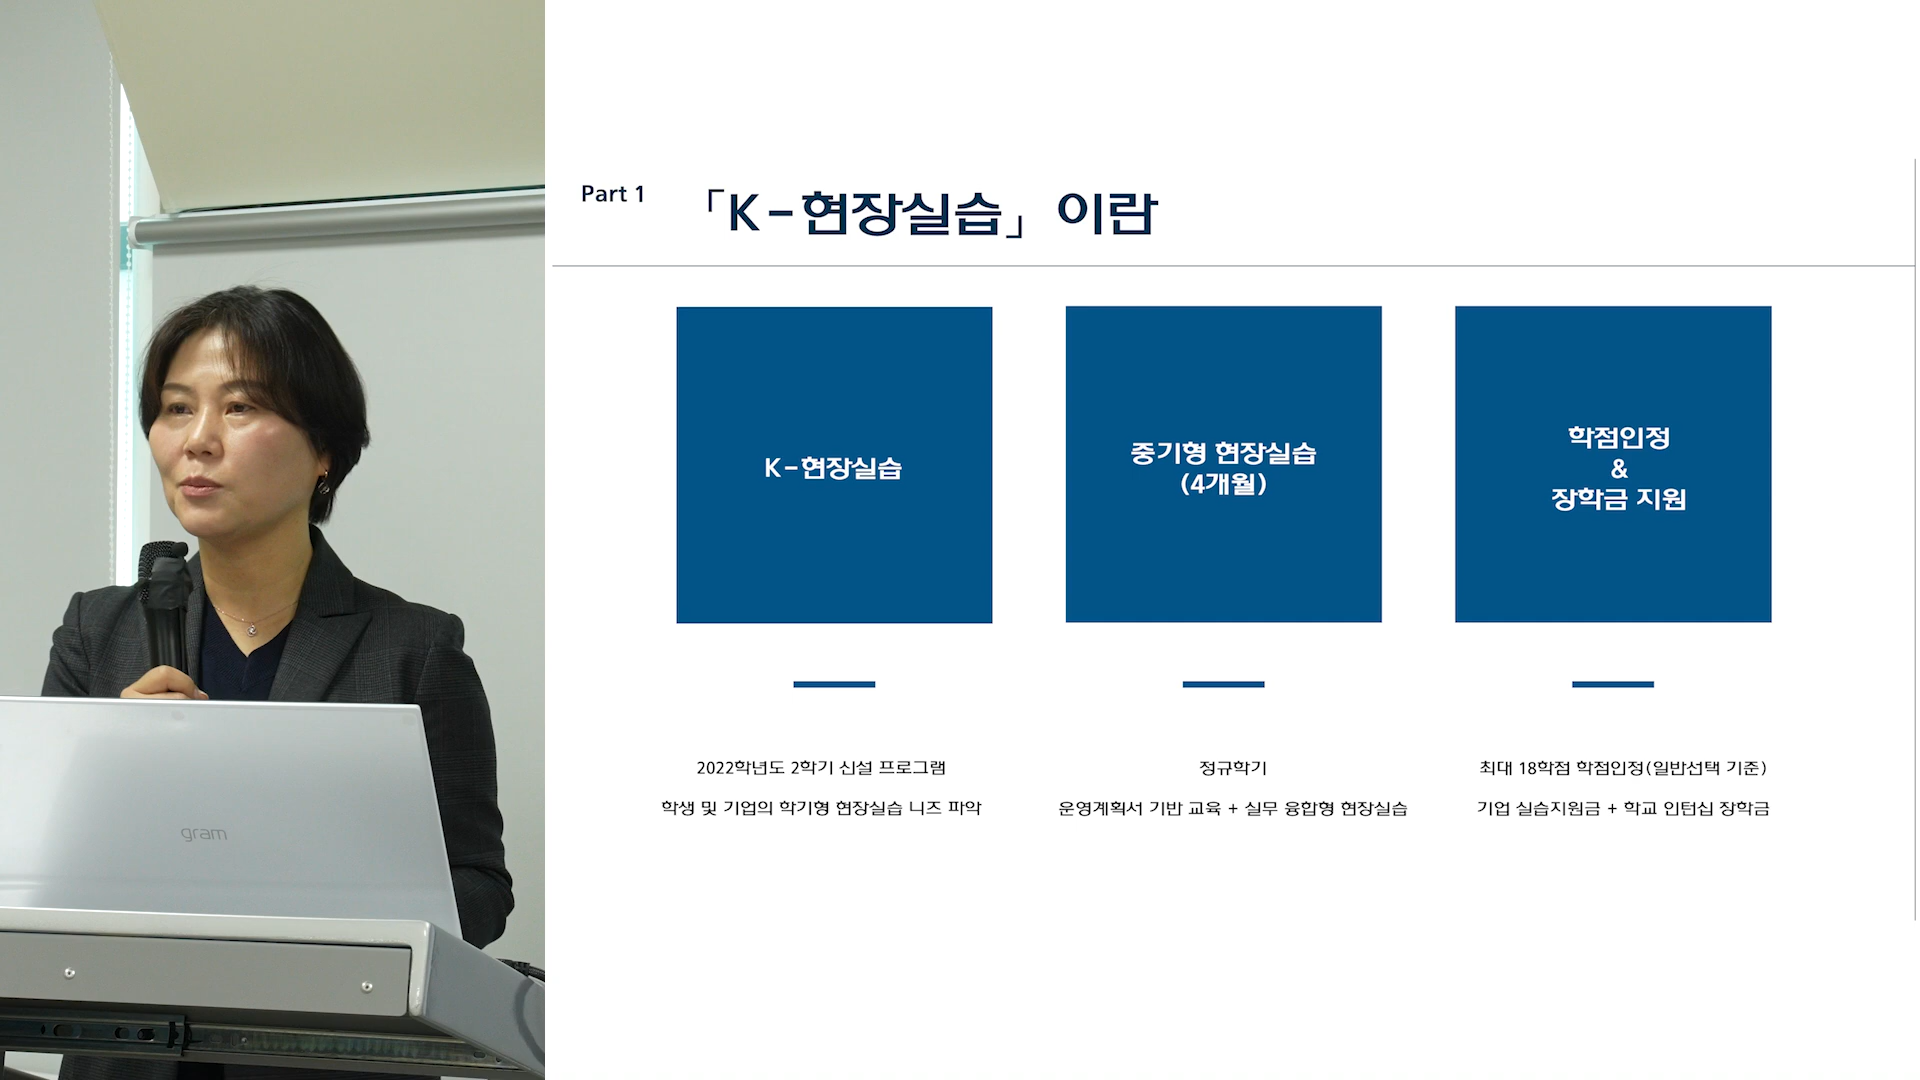 Part 1
「K-현장실습」 이란
K-현장실습
중기형 현장실습
(4개월)
학점인정
&
장학금 지원
2022학년도 2학기 신설 프로그램
학생 및 기업의 학기형 현장실습 니즈 파악
정규학기
운영계획서 기반 교육 + 실무 융합형 현장실습
최대 18학점 학점인정(일반선택 기준)
기업 실습지원금 + 학교 인턴십 장학금
gram